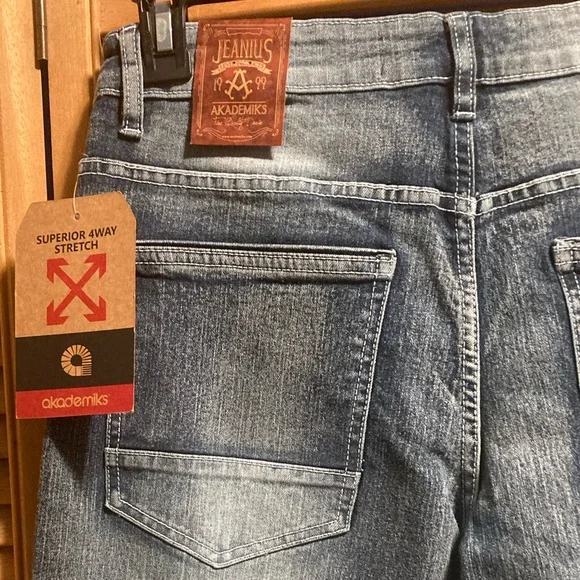 JEANIUS
19 99
AKADEMIKS
SUPERIOR 4WAY
STRETCH
akademiks